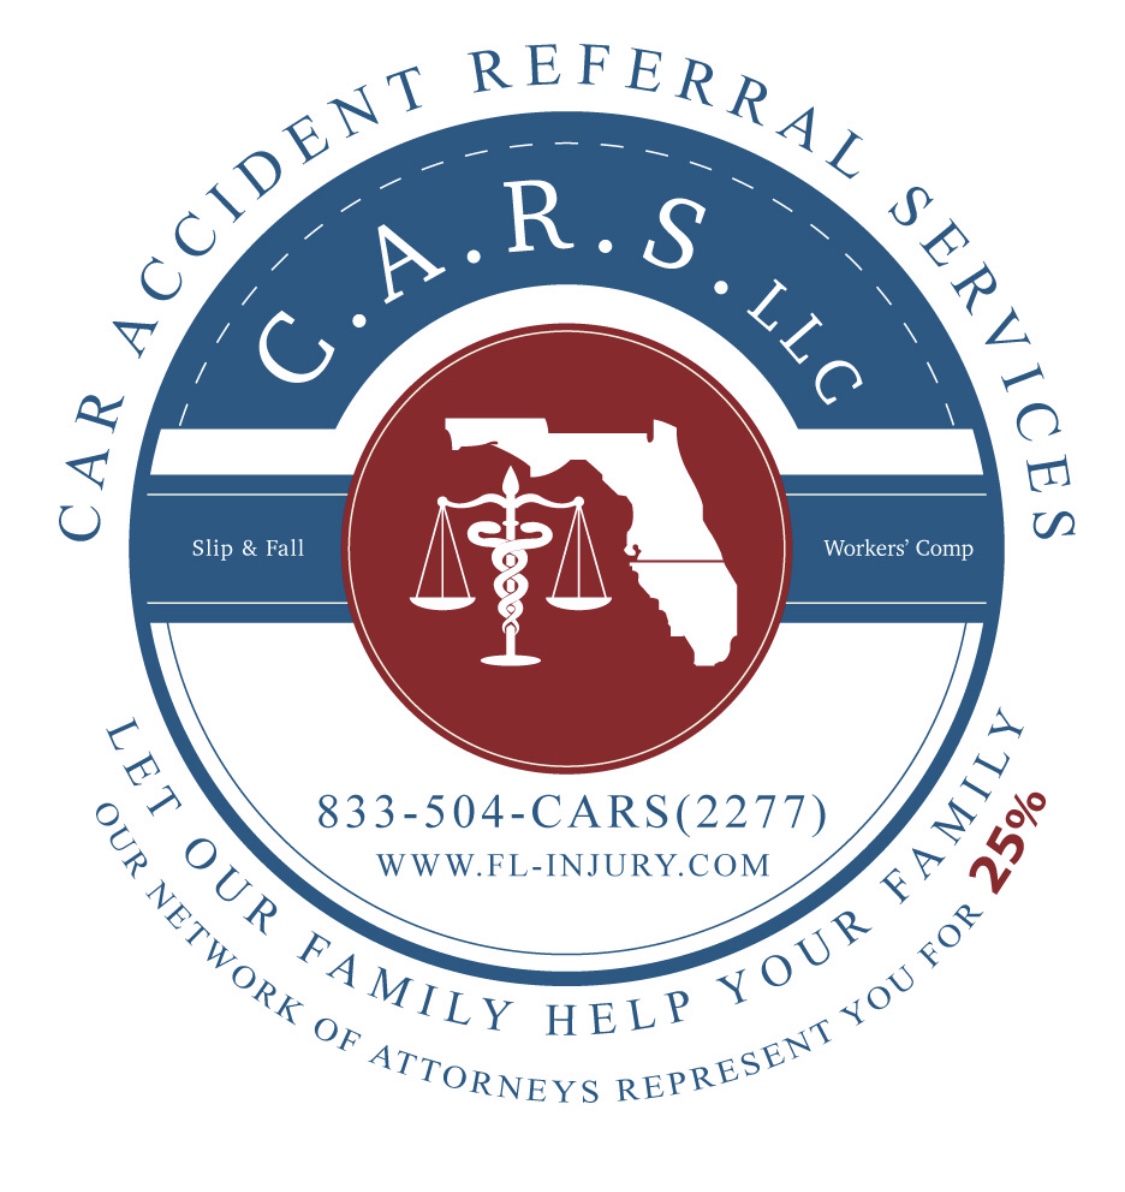 CAR ACCIDENT REFERRAL SERVICES
C.A.R.S. LLC
Slip & Fall
Workers’ Comp
833-504-CARS(2277)
WWW.FL-INJURY.COM
LET OUR FAMILY HELP YOUR FAMILY
OUR NETWORK OF ATTORNEYS REPRESENT YOU FOR 25%